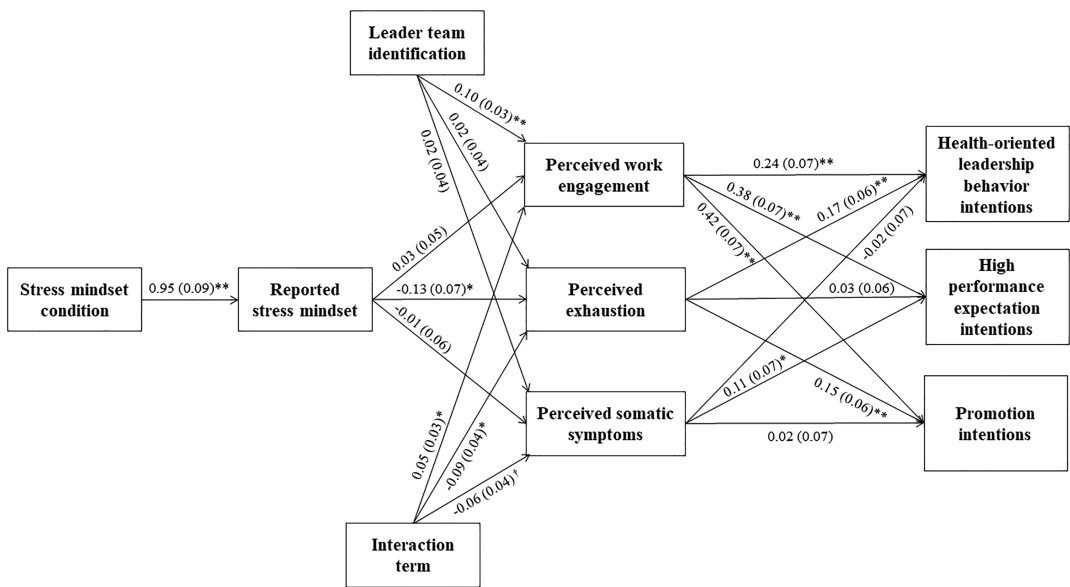 Leader team
identification
0.10 (0.03)**
0.02 (0.04)
0.02 (0.04)
Perceived work
engagement
0.24 (0.07)**
0.38 (0.07)**
0.42 (0.07)**
0.17 (0.06)**
-0.02 (0.07)
Health-oriented
leadership
behavior
intentions
0.03 (0.05)
Stress mindset
condition
0.95 (0.09)**
Reported
stress mindset
-0.13 (0.07)*
-0.01 (0.06)
Perceived
exhaustion
0.03 (0.06)
High
performance
expectation
intentions
0.11 (0.07)*
0.15 (0.06)**
Perceived somatic
symptoms
0.02 (0.07)
Promotion
intentions
0.05 (0.03)*
-0.09 (0.04)*
-0.06 (0.04)†
Interaction
term